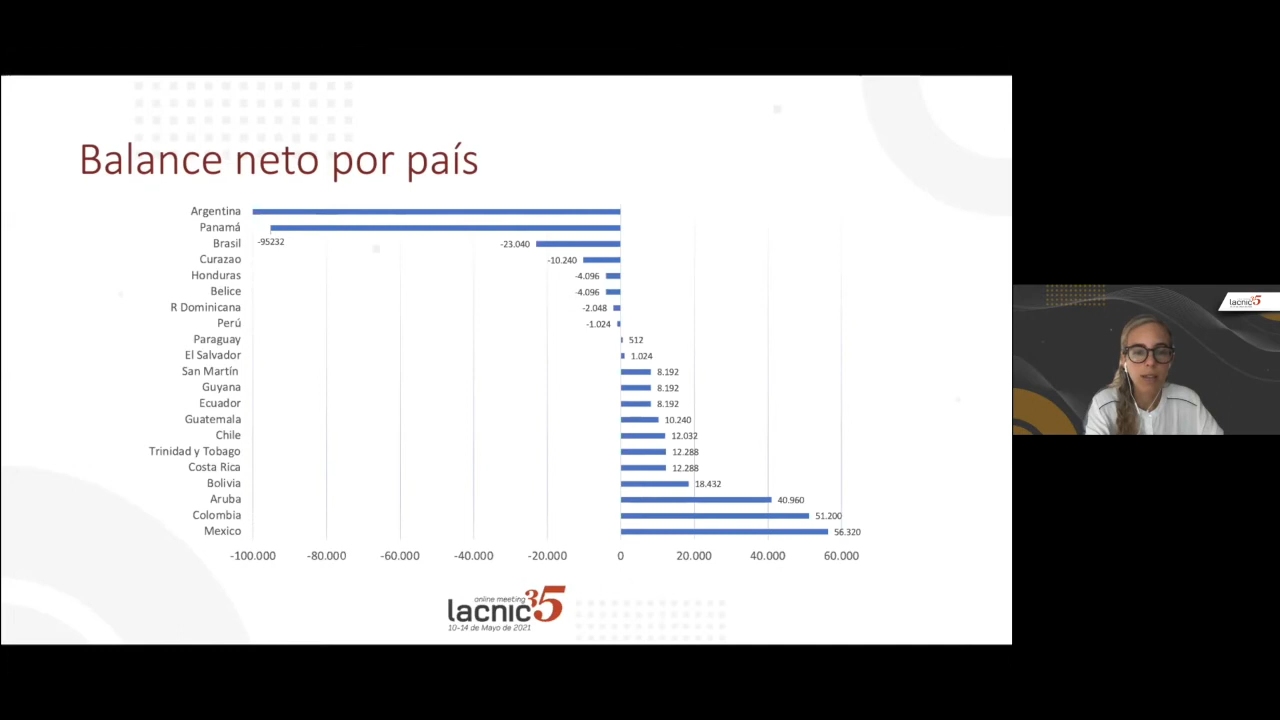 Balance neto por país
Argentina
Panamá
-95232
Brasil
-23.040
Curazao
-10.240
Honduras
-4.096
Belice
-4.096
R Dominicana
-2.048
Perú
-1.024
Paraguay
512
El Salvador
1.024
San Martín
8.192
Guyana
8.192
Ecuador
8.192
Guatemala
10.240
Chile
12.032
Trinidad y Tobago
12.288
Costa Rica
12.288
Bolivia
18.432
Aruba
40.960
Colombia
51.200
Mexico
56.320
-100.000 -80.000 -60.000 -40.000 -20.000 0 20.000 40.000 60.000
online meeting
lacnic35
10-14 de Mayo de 2021
lacnic35